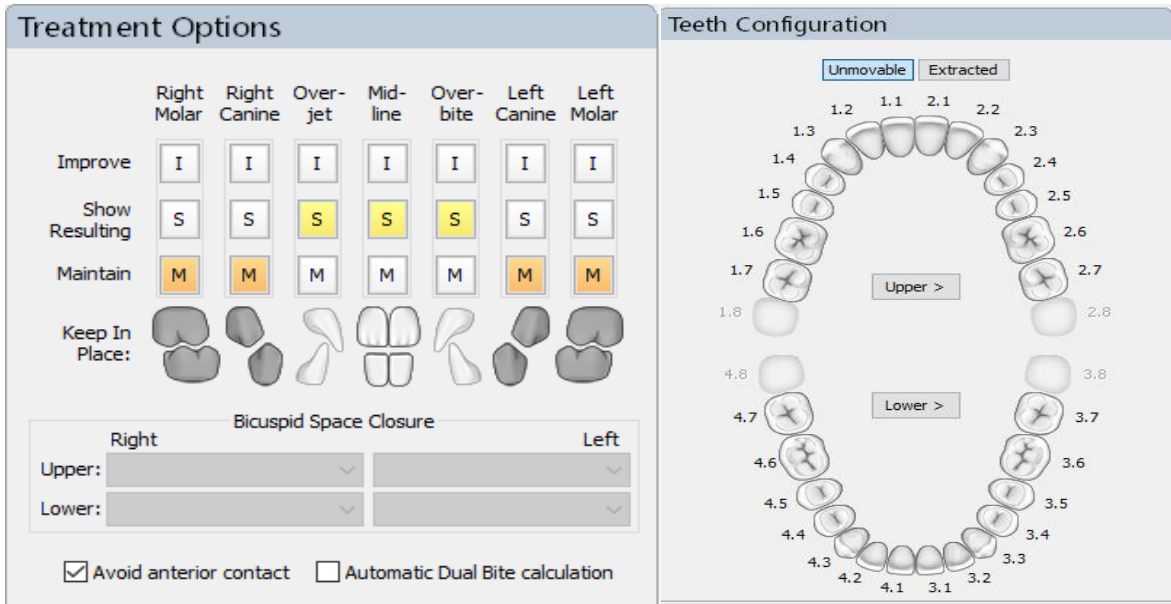 Treatment Options
Right Right Over- Mid- Over- Left Left
Molar Canine jet line bite Canine Molar
Improve I I I I I I I
Show
Resulting S S S S S S S
Maintain M M M M M M M
Keep In
Place:
Bicuspid Space Closure
Right Left
Upper:
Lower:
Avoid anterior contact Automatic Dual Bite calculation
Teeth Configuration
Unmovable Extracted
1.2 1.1 2.1 2.2
1.3 2.3
1.4 2.4
1.5 2.5
1.6 2.6
1.7 2.7
Upper >
1.8 2.8
4.8 3.8
Lower >
4.7 3.7
4.6 3.6
4.5 3.5
4.4 3.4
4.3 3.3
4.2 3.2
4.1 3.1